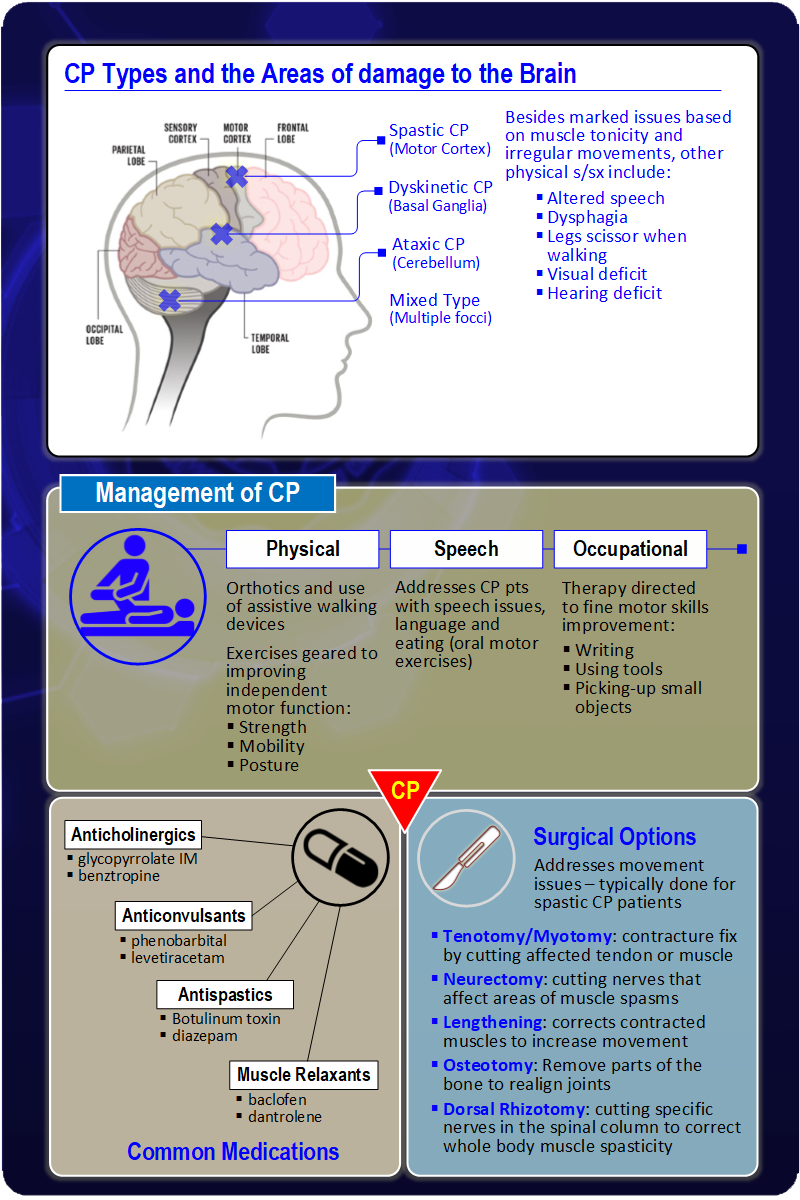 CP Types and the Areas of damage to the Brain
SENSORY
CORTEX
MOTOR
CORTEX
FRONTAL
LOBE
PARIETAL
LOBE
OCCIPITAL
LOBE
TEMPORAL
LOBE
Spastic CP
(Motor Cortex)
Dyskinetic CP
(Basal Ganglia)
Ataxic CP
(Cerebellum)
Mixed Type
(Multiple focci)
Besides marked issues based
on muscle tonicity and
irregular movements, other
physical s/sx include:
▪ Altered speech
▪ Dysphagia
▪ Legs scissor when
walking
▪ Visual deficit
▪ Hearing deficit
Management of CP
Physical
Orthotics and use
of assistive walking
devices
Exercises geared to
improving
independent
motor function:
▪ Strength
▪ Mobility
▪ Posture
Speech
Addresses CP pts
with speech issues,
language and
eating (oral motor
exercises)
Occupational
Therapy directed
to fine motor skills
improvement:
▪ Writing
▪ Using tools
▪ Picking-up small
objects
CP
Anticholinergics
▪ glycopyrrolate IM
▪ benztropine
Anticonvulsants
▪ phenobarbital
▪ levetiracetam
Antispastics
▪ Botulinum toxin
▪ diazepam
Muscle Relaxants
▪ baclofen
▪ dantrolene
Common Medications
Surgical Options
Addresses movement
issues – typically done for
spastic CP patients
▪ Tenotomy/Myotomy: contracture fix
by cutting affected tendon or muscle
▪ Neurectomy: cutting nerves that
affect areas of muscle spasms
▪ Lengthening: corrects contracted
muscles to increase movement
▪ Osteotomy: Remove parts of the
bone to realign joints
▪ Dorsal Rhizotomy: cutting specific
nerves in the spinal column to correct
whole body muscle spasticity